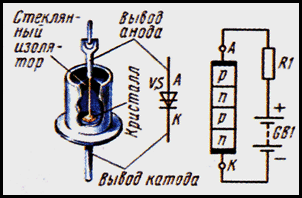 Стеклян-
ный изоля-
тор
Вывод
анода
Кристалл
VS
А
К
Вывод катода
А
p
n
p
n
К
R1
+
GB1
−